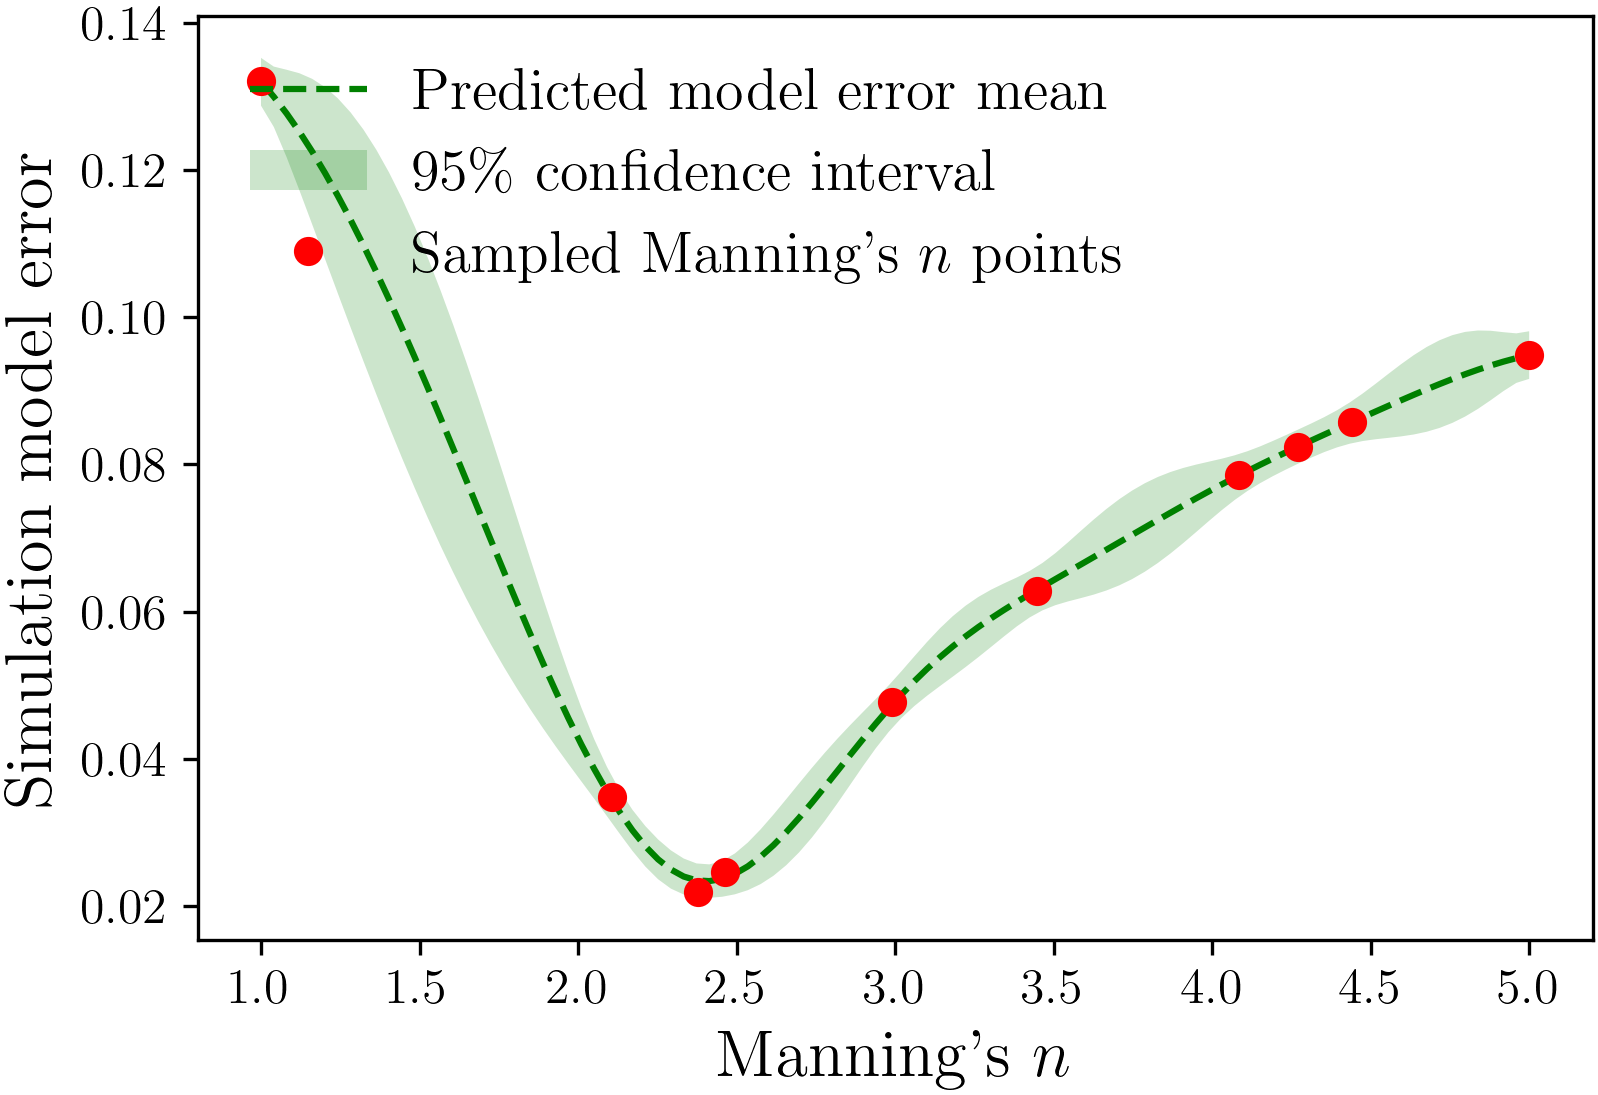 0.14
0.12
0.10
0.08
0.06
0.04
0.02
Simulation model error
Predicted model error mean
95% confidence interval
Sampled Manning's n points
1.0 1.5 2.0 2.5 3.0 3.5 4.0 4.5 5.0
Manning's n